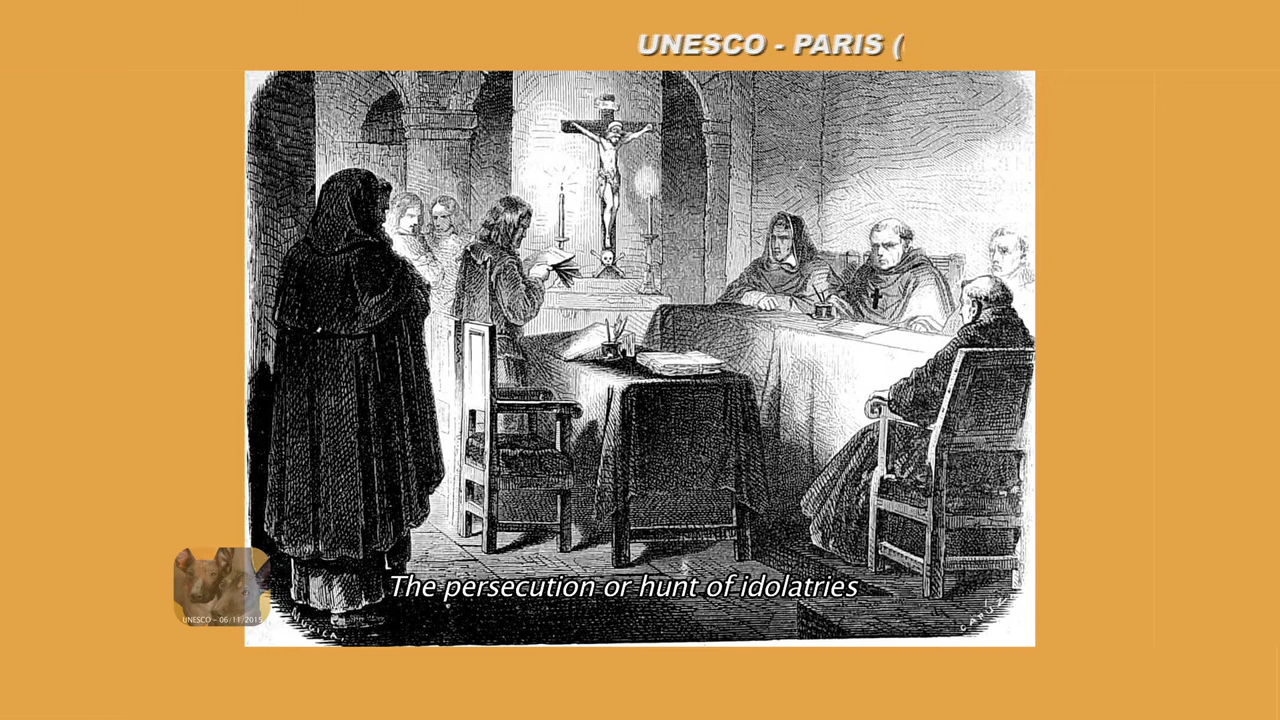 UNESCO - PARIS (
The persecution or hunt of idolatries
UNESCO – 06/11/2015